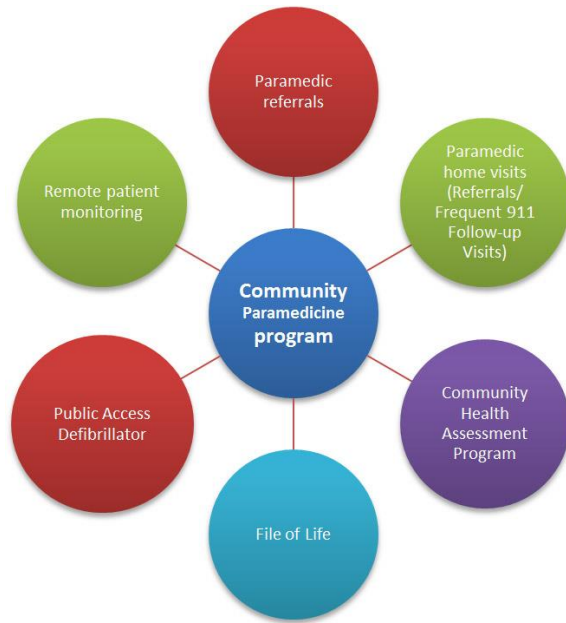 Paramedic
referrals
Paramedic
home visits
(Referrals/
Frequent 911
Follow-up
Visits)
Remote patient
monitoring
Community
Paramedicine
program
Community
Health
Assessment
Program
Public Access
Defibrillator
File of Life